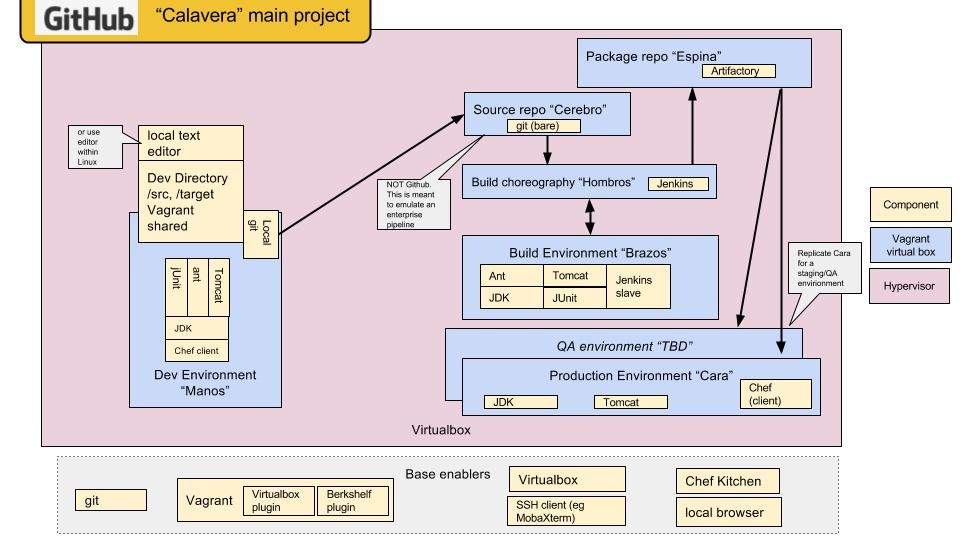 GitHub
“Calavera” main project
Package repo “Espina”
Artifactory
Source repo “Cerebro”
git (bare)
or use
editor
within
Linux
local text
editor
Dev Directory
/src, /target
Vagrant
shared
Local
git
NOT Github.
This is meant
to emulate an
enterprise
pipeline
Build choreography “Hombros”
Jenkins
Component
Vagrant
virtual box
Hypervisor
Build Environment “Brazos”
Ant
Tomcat
Jenkins
slave
JDK
JUnit
Replicate Cara
for a
staging/QA
envirionment
jUnit
ant
Tomcat
JDK
Chef client
Dev Environment
“Manos”
QA environment “TBD”
Production Environment “Cara”
JDK
Tomcat
Chef
(client)
Virtualbox
Base enablers
git
Vagrant
Virtualbox
plugin
Berkshelf
plugin
Virtualbox
SSH client (eg
MobaXterm)
Chef Kitchen
local browser